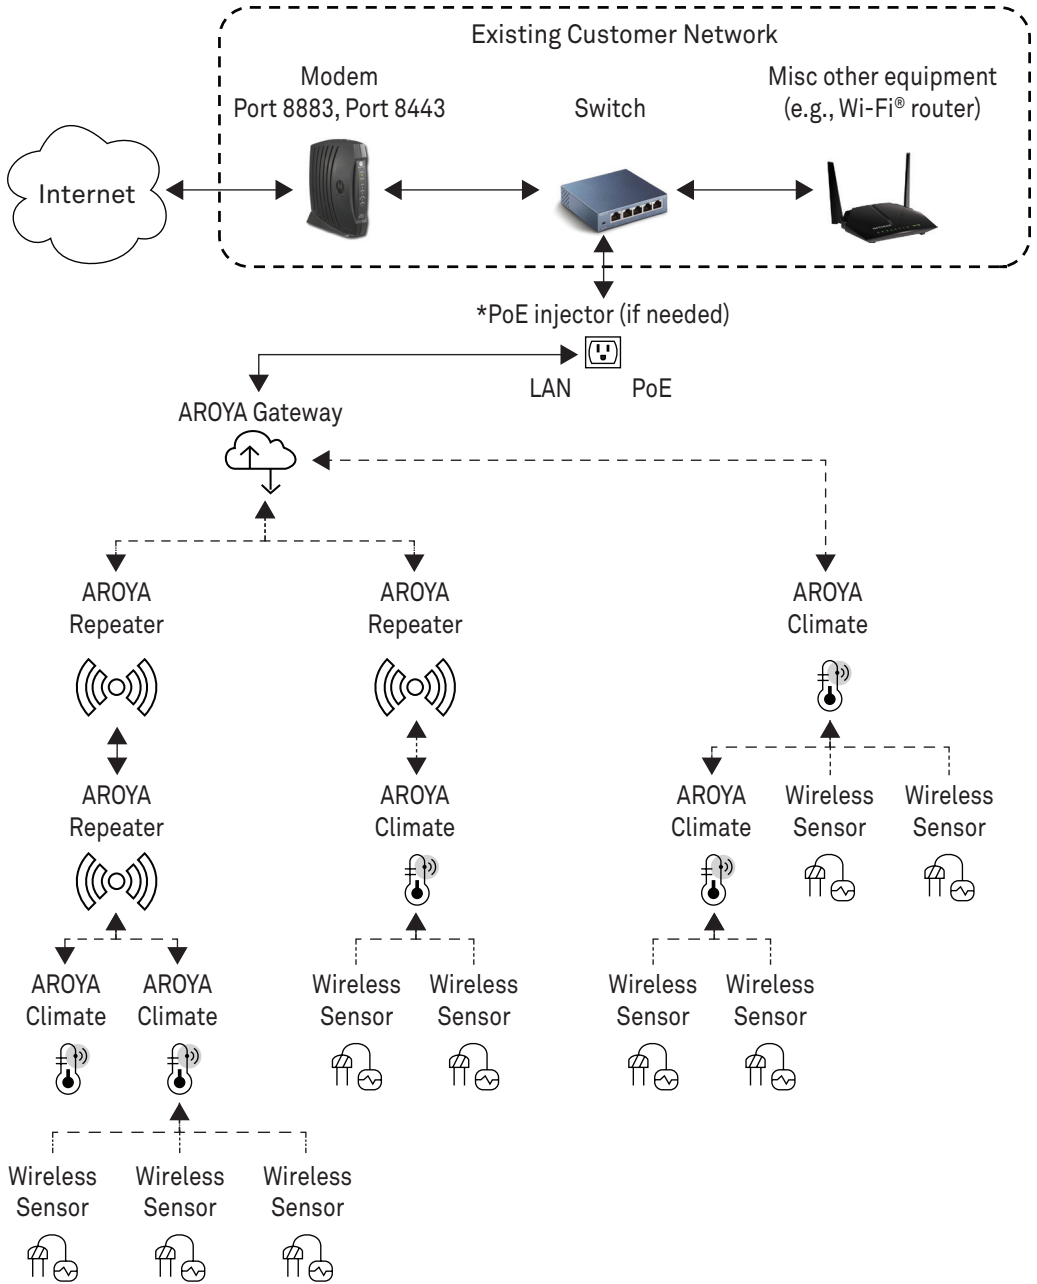 Existing Customer Network
Modem
Port 8883, Port 8443
Switch
Misc other equipment
(e.g., Wi-Fi® router)
Internet
*PoE injector (if needed)
LAN
PoE
AROYA Gateway
AROYA
Repeater
AROYA
Repeater
AROYA
Climate
AROYA
Repeater
AROYA
Climate
AROYA
Climate
Wireless
Sensor
Wireless
Sensor
AROYA
Climate
AROYA
Climate
Wireless
Sensor
Wireless
Sensor
Wireless
Sensor
Wireless
Sensor
Wireless
Sensor
Wireless
Sensor
Wireless
Sensor